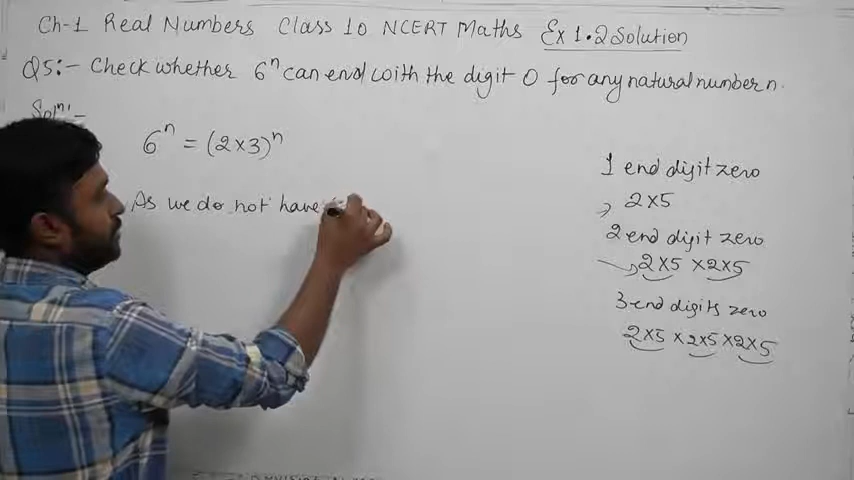 Ch-1 Real Numbers Class 10 NCERT Maths Ex 1.2 Solution
Q5:- Check whether 6ⁿ can end with the digit 0 for any natural number n.
Solⁿ:-
6ⁿ = (2×3)ⁿ
As we do not have
1 end digit zero
2×5
2 end digit zero
2×5 × 2×5
3 end digits zero
2×5 × 2×5 × 2×5